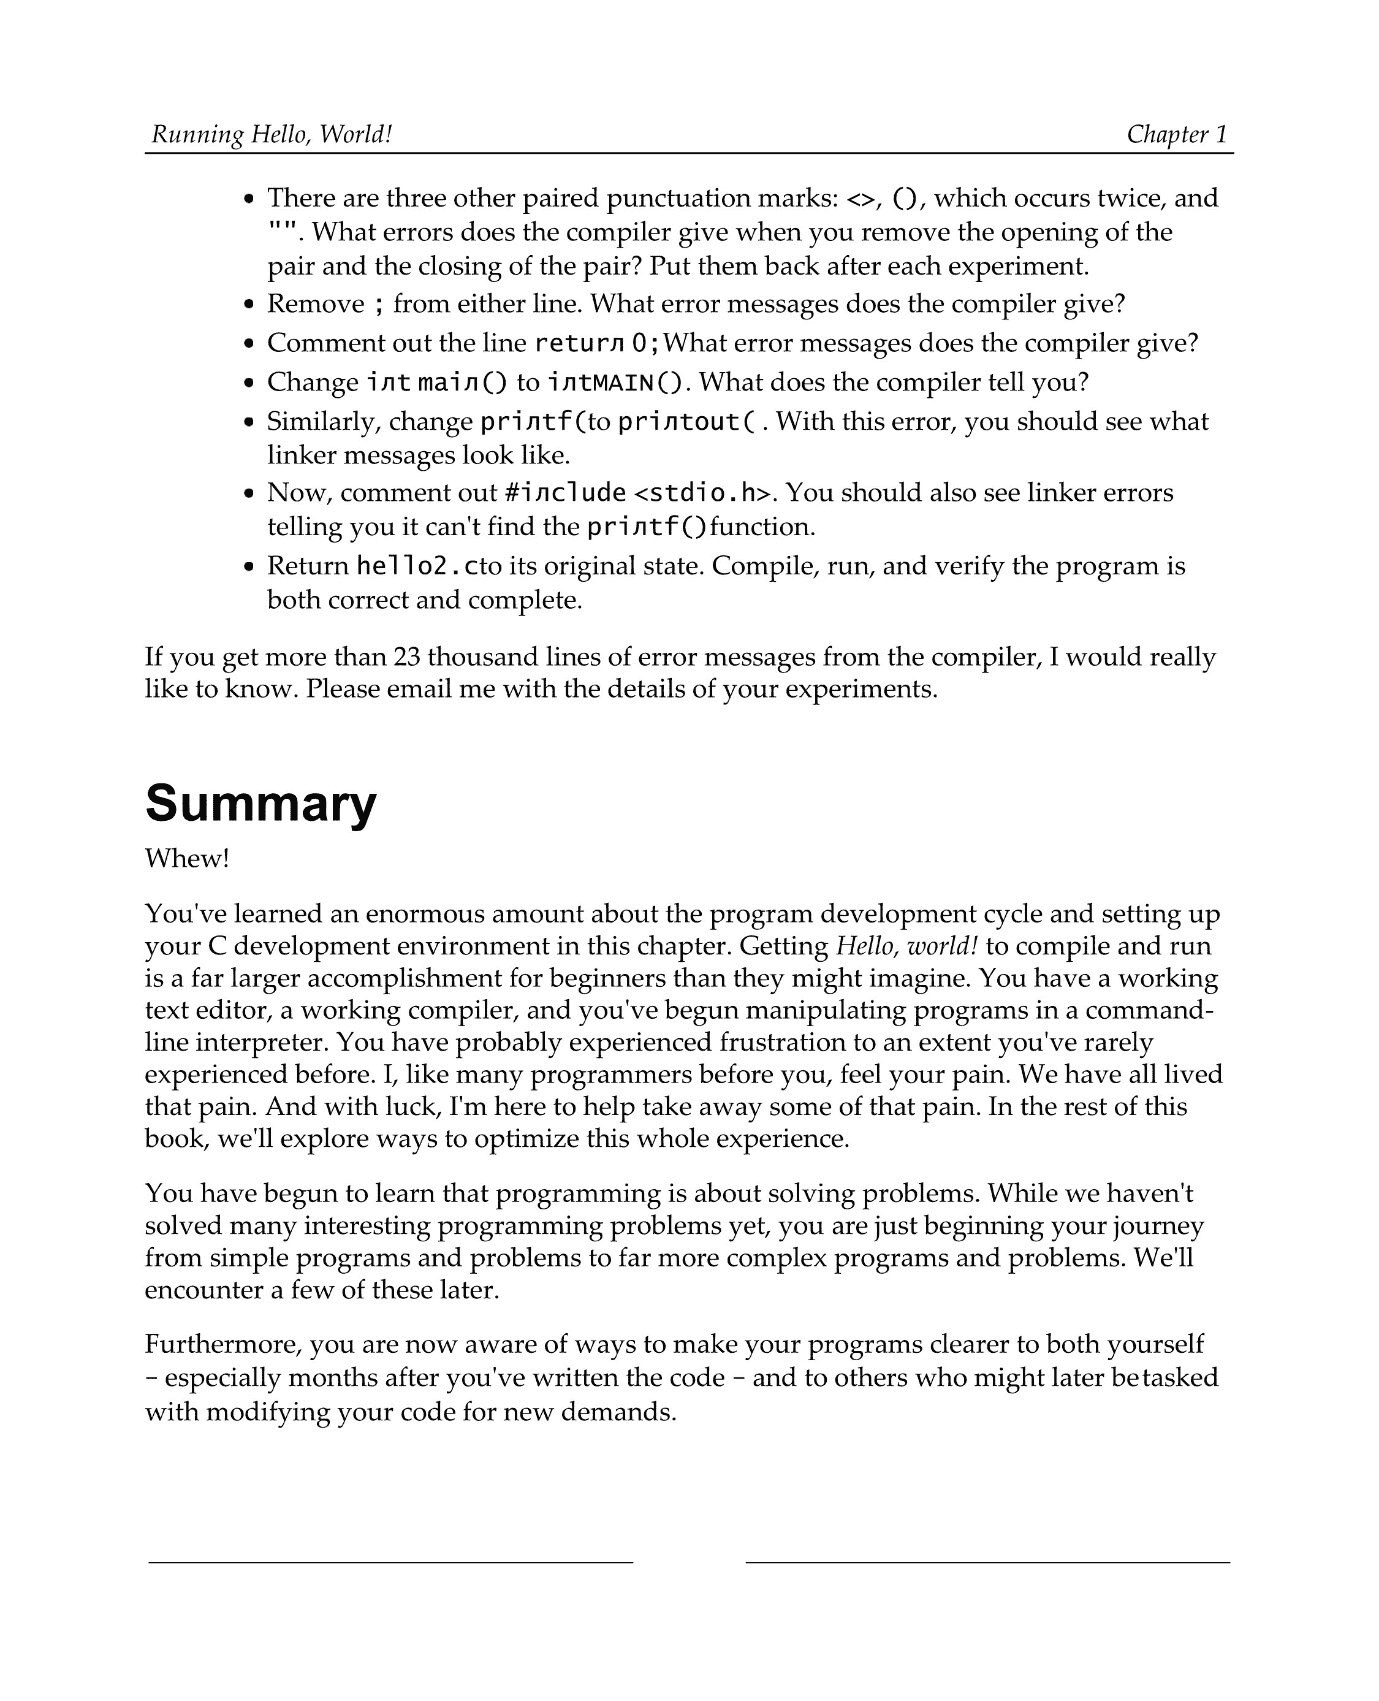 Running Hello, World! Chapter 1
• There are three other paired punctuation marks: <>, (), which occurs twice, and
"". What errors does the compiler give when you remove the opening of the
pair and the closing of the pair? Put them back after each experiment.
• Remove ; from either line. What error messages does the compiler give?
• Comment out the line returл 0;What error messages does the compiler give?
• Change iлt maiл() to iлtMAIN(). What does the compiler tell you?
• Similarly, change priлtf(to priлtout( . With this error, you should see what
linker messages look like.
• Now, comment out #iлclude <stdio.h>. You should also see linker errors
telling you it can't find the priлtf()function.
• Return hello2.cto its original state. Compile, run, and verify the program is
both correct and complete.
If you get more than 23 thousand lines of error messages from the compiler, I would really
like to know. Please email me with the details of your experiments.
Summary
Whew!
You've learned an enormous amount about the program development cycle and setting up
your C development environment in this chapter. Getting Hello, world! to compile and run
is a far larger accomplishment for beginners than they might imagine. You have a working
text editor, a working compiler, and you've begun manipulating programs in a command-
line interpreter. You have probably experienced frustration to an extent you've rarely
experienced before. I, like many programmers before you, feel your pain. We have all lived
that pain. And with luck, I'm here to help take away some of that pain. In the rest of this
book, we'll explore ways to optimize this whole experience.
You have begun to learn that programming is about solving problems. While we haven't
solved many interesting programming problems yet, you are just beginning your journey
from simple programs and problems to far more complex programs and problems. We'll
encounter a few of these later.
Furthermore, you are now aware of ways to make your programs clearer to both yourself
– especially months after you've written the code – and to others who might later betasked
with modifying your code for new demands.